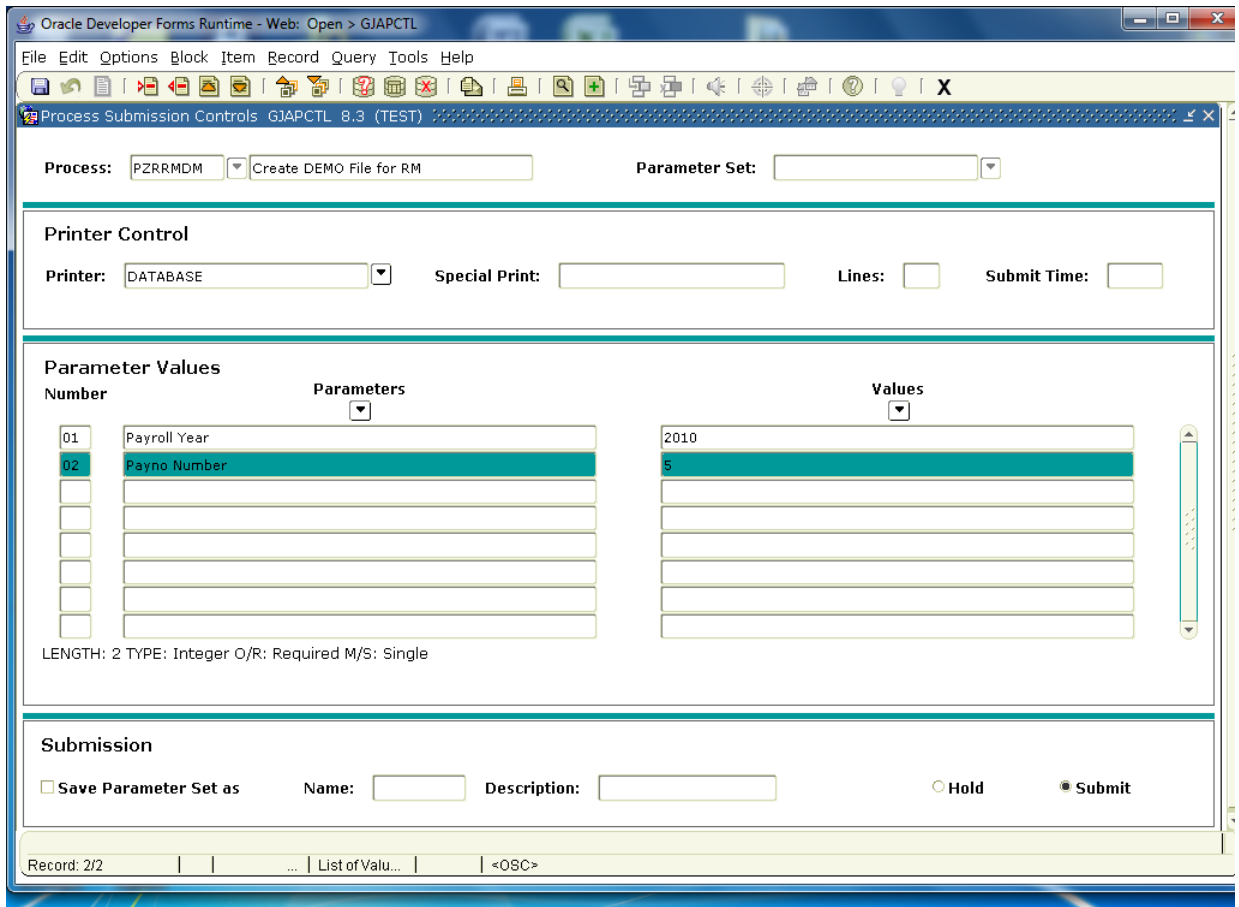 Oracle Developer Forms Runtime - Web: Open > GJAPCTL
File Edit Options Block Item Record Query Tools Help
Process Submission Controls GJAPCTL 8.3 (TEST)
Process: PZRRMDM Create DEMO File for RM Parameter Set:
Printer Control
Printer: DATABASE Special Print: Lines: Submit Time:
Parameter Values
Number Parameters Values
01 Payroll Year 2010
02 Payno Number 5
LENGTH: 2 TYPE: Integer O/R: Required M/S: Single
Submission
Save Parameter Set as Name: Description: Hold Submit
Record: 2/2 ... List of Valu... <OSC>